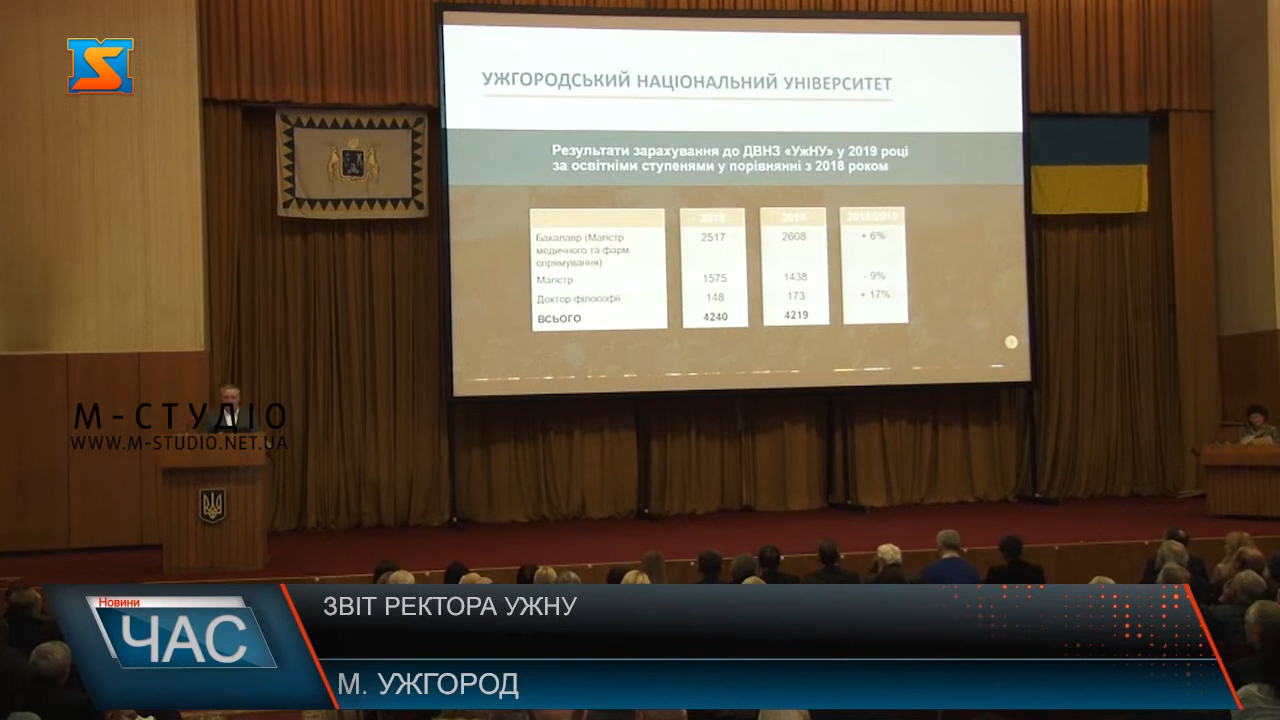 УЖГОРОДСЬКИЙ НАЦІОНАЛЬНИЙ УНІВЕРСИТЕТ
Результати зарахування до ДВНЗ «УжНУ» у 2019 році
за освітніми ступенями у порівнянні з 2018 роком
2018 2019 2018/2019
Бакалавр (Магістр 2517 2608 + 6%
медичного та фарм.
спрямування)
Магістр 1575 1438 - 9%
Доктор філософії 148 173 + 17%
ВСЬОГО 4240 4219
М-СТУДІО
WWW.M-STUDIO.NET.UA
Новини
ЧАС
ЗВІТ РЕКТОРА УЖНУ
М. УЖГОРОД